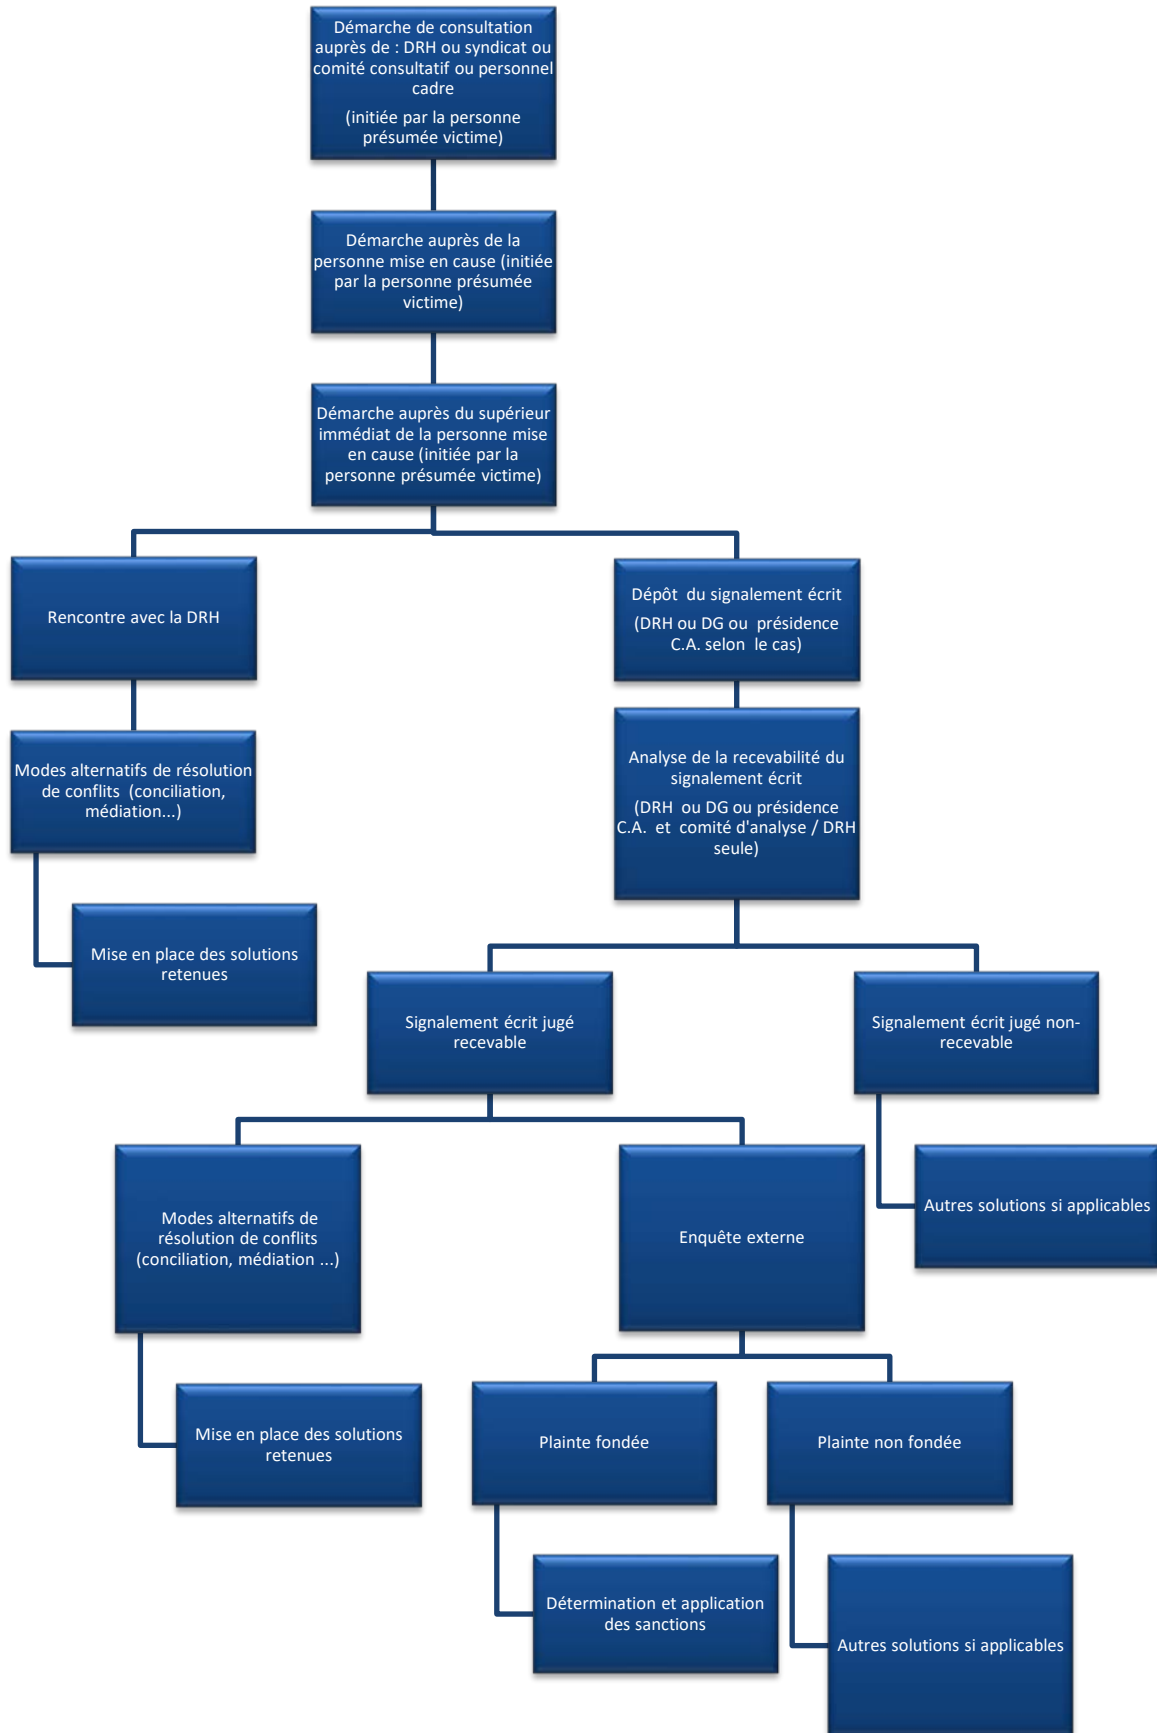 Démarche de consultation
auprès de : DRH ou syndicat ou
comité consultatif ou personnel
cadre
(initiée par la personne
présumée victime)
Démarche auprès de la
personne mise en cause (initiée
par la personne présumée
victime)
Démarche auprès du supérieur
immédiat de la personne mise
en cause (initiée par la
personne présumée victime)
Rencontre avec la DRH
Modes alternatifs de résolution
de conflits (conciliation,
médiation...)
Mise en place des solutions
retenues
Dépôt du signalement écrit
(DRH ou DG ou présidence
C.A. selon le cas)
Analyse de la recevabilité du
signalement écrit
(DRH ou DG ou présidence
C.A. et comité d'analyse / DRH
seule)
Signalement écrit jugé
recevable
Modes alternatifs de
résolution de conflits
(conciliation, médiation ...)
Mise en place des solutions
retenues
Enquête externe
Plainte fondée
Détermination et application
des sanctions
Plainte non fondée
Autres solutions si applicables
Signalement écrit jugé non-
recevable
Autres solutions si applicables